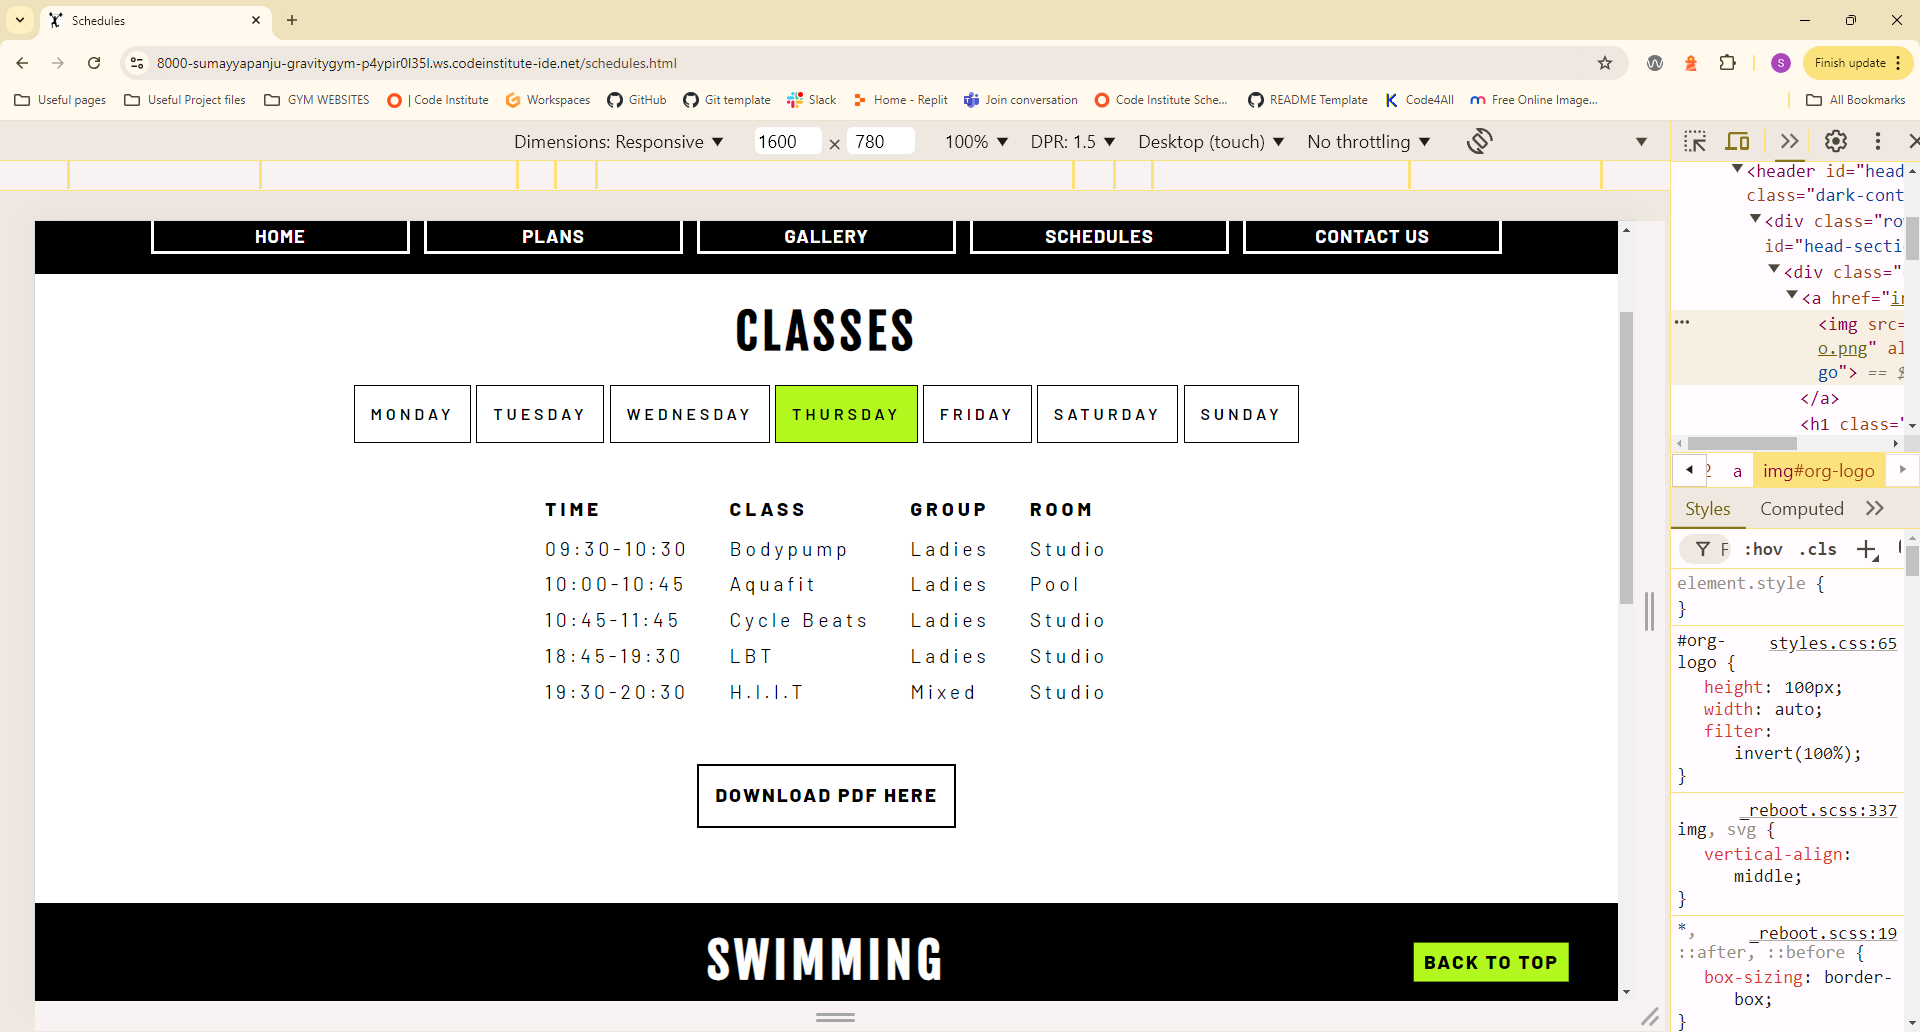 Schedules
8000-sumayyapanju-gravitygym-p4ypir0l35l.ws.codeinstitute-ide.net/schedules.html
S
Finish update
Useful pages
Useful Project files
GYM WEBSITES
| Code Institute
Workspaces
GitHub
Git template
Slack
Home - Replit
Join conversation
Code Institute Sche...
README Template
Code4All
Free Online Image...
All Bookmarks
Dimensions: Responsive
1600 × 780
100%
DPR: 1.5
Desktop (touch)
No throttling
HOME
PLANS
GALLERY
SCHEDULES
CONTACT US
CLASSES
MONDAY
TUESDAY
WEDNESDAY
THURSDAY
FRIDAY
SATURDAY
SUNDAY
TIME CLASS GROUP ROOM
09:30-10:30 Bodypump Ladies Studio
10:00-10:45 Aquafit Ladies Pool
10:45-11:45 Cycle Beats Ladies Studio
18:45-19:30 LBT Ladies Studio
19:30-20:30 H.I.I.T Mixed Studio
DOWNLOAD PDF HERE
SWIMMING
BACK TO TOP
<header id="head
class="dark-cont
<div class="ro
id="head-secti
<div class="
<a href="in
<img src=
o.png" al
go"> == $
</a>
<h1 class="
a img#org-logo
Styles Computed
F :hov .cls
element.style {
}
#org-
logo { styles.css:65
height: 100px;
width: auto;
filter:
invert(100%);
}
_reboot.scss:337
img, svg {
vertical-align:
middle;
}
*, _reboot.scss:19
::after, ::before {
box-sizing: border-
box;
}